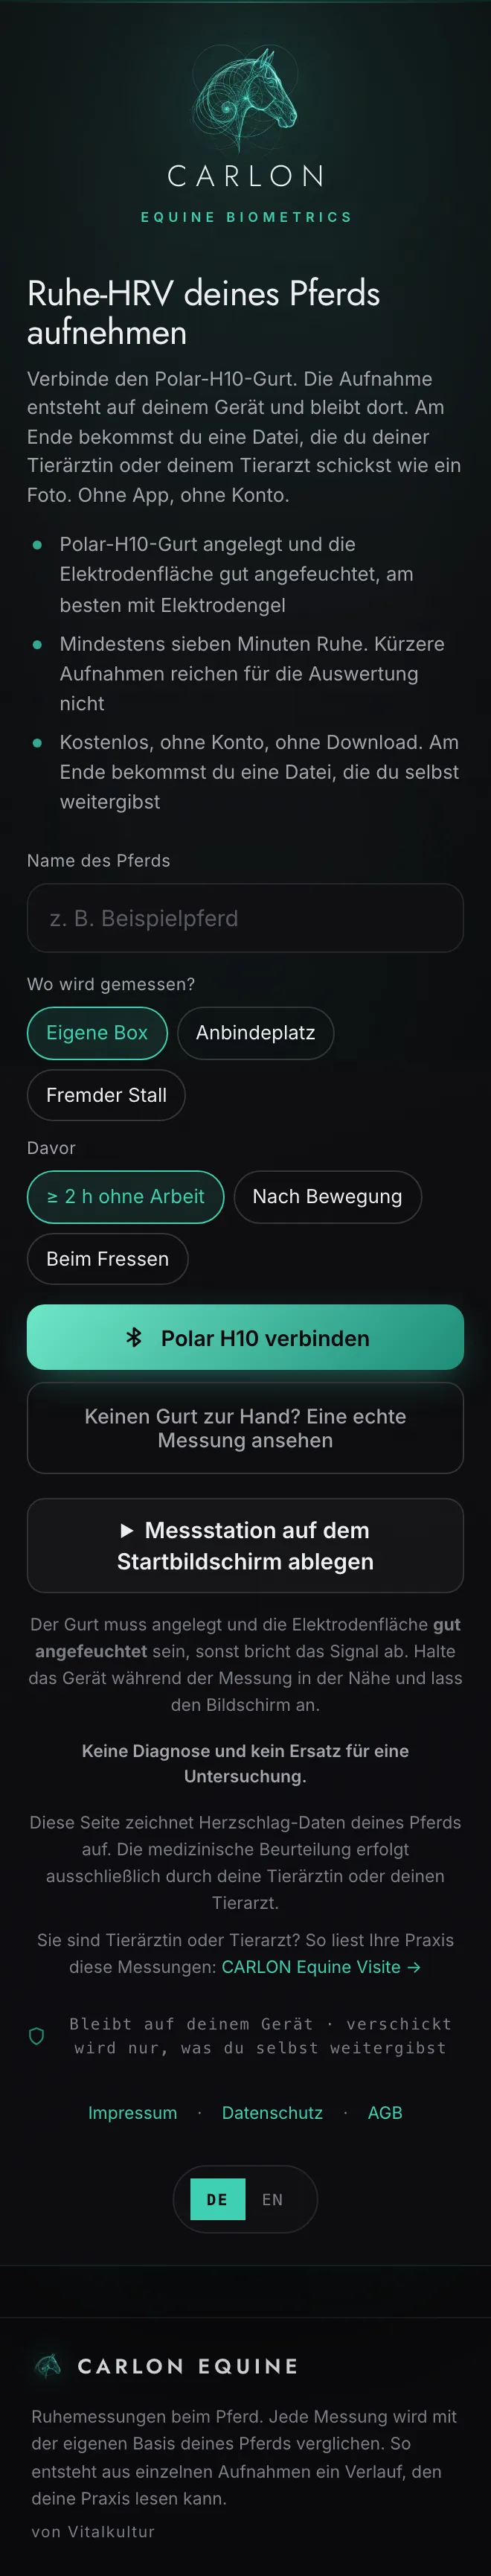 CARLON
EQUINE BIOMETRICS
Ruhe-HRV deines Pferds
aufnehmen
Verbinde den Polar-H10-Gurt. Die Aufnahme
entsteht auf deinem Gerät und bleibt dort. Am
Ende bekommst du eine Datei, die du deiner
Tierärztin oder deinem Tierarzt schickst wie ein
Foto. Ohne App, ohne Konto.
Polar-H10-Gurt angelegt und die
Elektrodenfläche gut angefeuchtet, am
besten mit Elektrodengel
Mindestens sieben Minuten Ruhe. Kürzere
Aufnahmen reichen für die Auswertung
nicht
Kostenlos, ohne Konto, ohne Download. Am
Ende bekommst du eine Datei, die du selbst
weitergibst
Name des Pferds
z. B. Beispielpferd
Wo wird gemessen?
Eigene Box
Anbindeplatz
Fremder Stall
Davor
≥ 2 h ohne Arbeit
Nach Bewegung
Beim Fressen
Polar H10 verbinden
Keinen Gurt zur Hand? Eine echte
Messung ansehen
▶ Messstation auf dem
Startbildschirm ablegen
Der Gurt muss angelegt und die Elektrodenfläche gut
angefeuchtet sein, sonst bricht das Signal ab. Halte
das Gerät während der Messung in der Nähe und lass
den Bildschirm an.
Keine Diagnose und kein Ersatz für eine
Untersuchung.
Diese Seite zeichnet Herzschlag-Daten deines Pferds
auf. Die medizinische Beurteilung erfolgt
ausschließlich durch deine Tierärztin oder deinen
Tierarzt.
Sie sind Tierärztin oder Tierarzt? So liest Ihre Praxis
diese Messungen: CARLON Equine Visite →
Bleibt auf deinem Gerät · verschickt
wird nur, was du selbst weitergibst
Impressum · Datenschutz · AGB
DE EN
CARLON EQUINE
Ruhemessungen beim Pferd. Jede Messung wird mit
der eigenen Basis deines Pferds verglichen. So
entsteht aus einzelnen Aufnahmen ein Verlauf, den
deine Praxis lesen kann.
von Vitalkultur